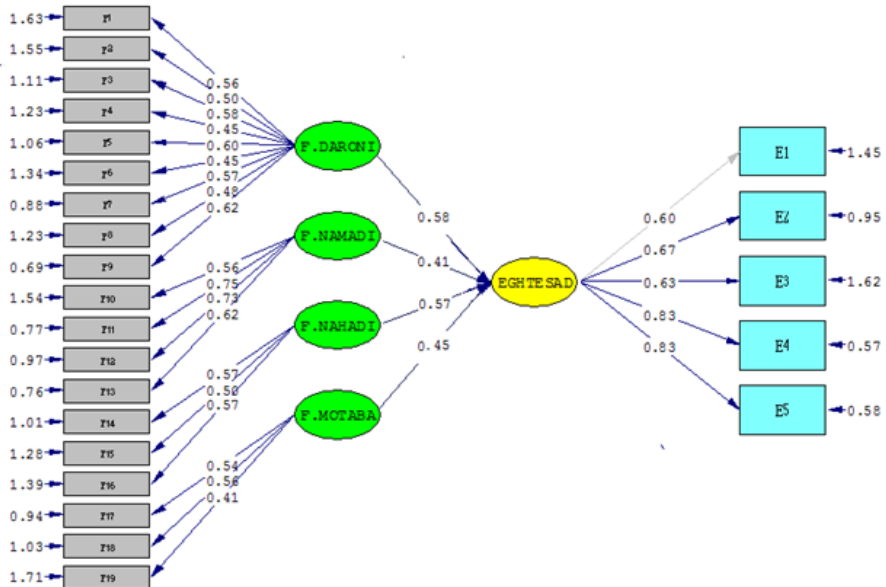 1.63 r1
1.55 r2
1.11 r3
1.23 r4
1.06 r5
1.34 r6
0.88 r7
1.23 r8
0.69 r9
1.54 r10
0.77 r11
0.97 r12
0.76 r13
1.01 r14
1.28 r15
1.39 r16
0.94 r17
1.03 r18
1.71 r19
0.56
0.50
0.58
0.45
0.60
0.45
0.57
0.48
0.62
0.56
0.75
0.73
0.62
0.57
0.50
0.57
0.54
0.56
0.41
F.DARONI
F.NAMADI
F.NAHADI
F.MOTABA
0.58
0.41
0.57
0.45
EGHTESAD
0.60
0.67
0.63
0.83
0.83
E1 1.45
E2 0.95
E3 1.62
E4 0.57
E5 0.58